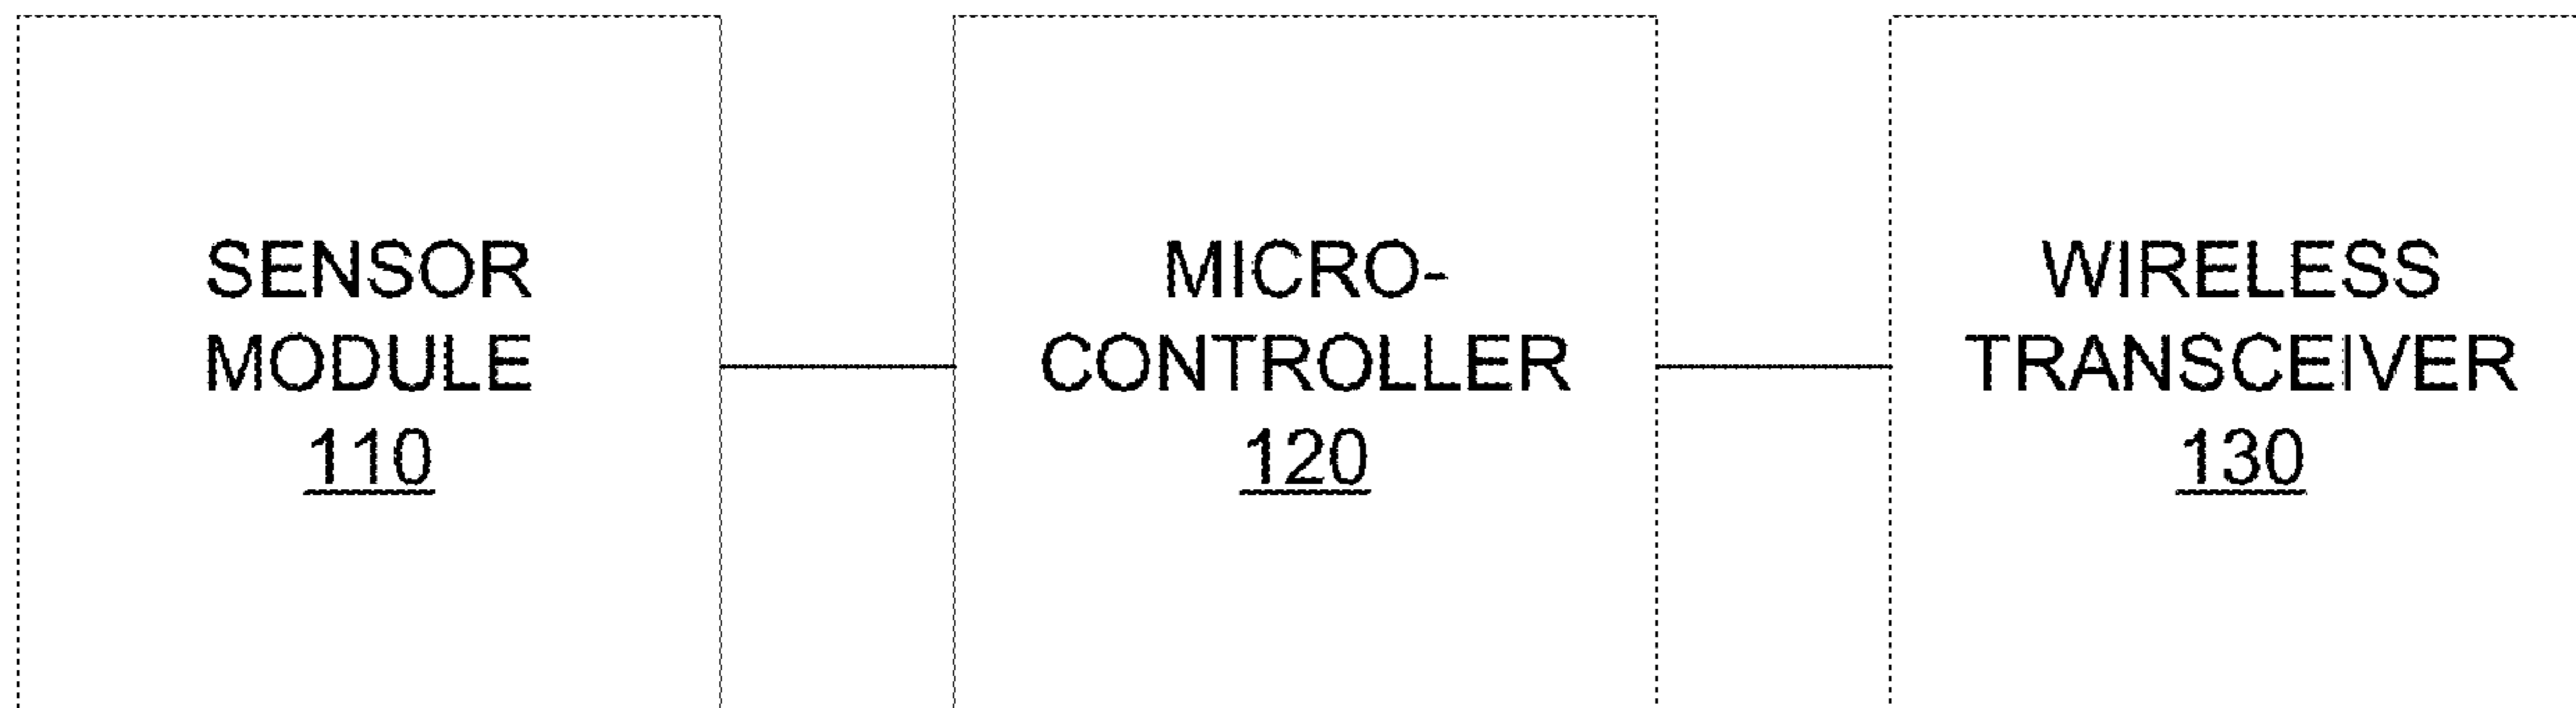 SENSOR
MODULE
110
MICRO-
CONTROLLER
120
WIRELESS
TRANSCEIVER
130